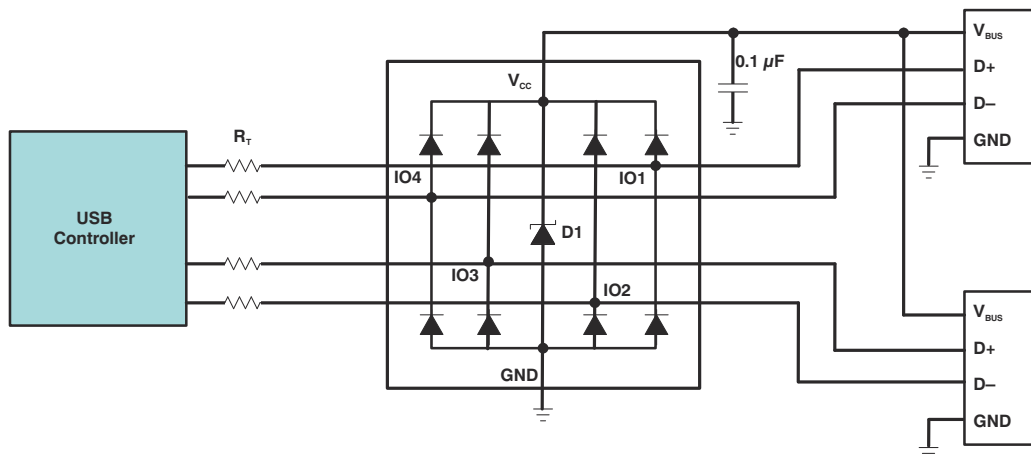 V_BUS
0.1 µF
D+
V_CC
D–
R_T
GND
IO4
IO1
USB
Controller
D1
IO3
IO2
V_BUS
D+
GND
D–
GND